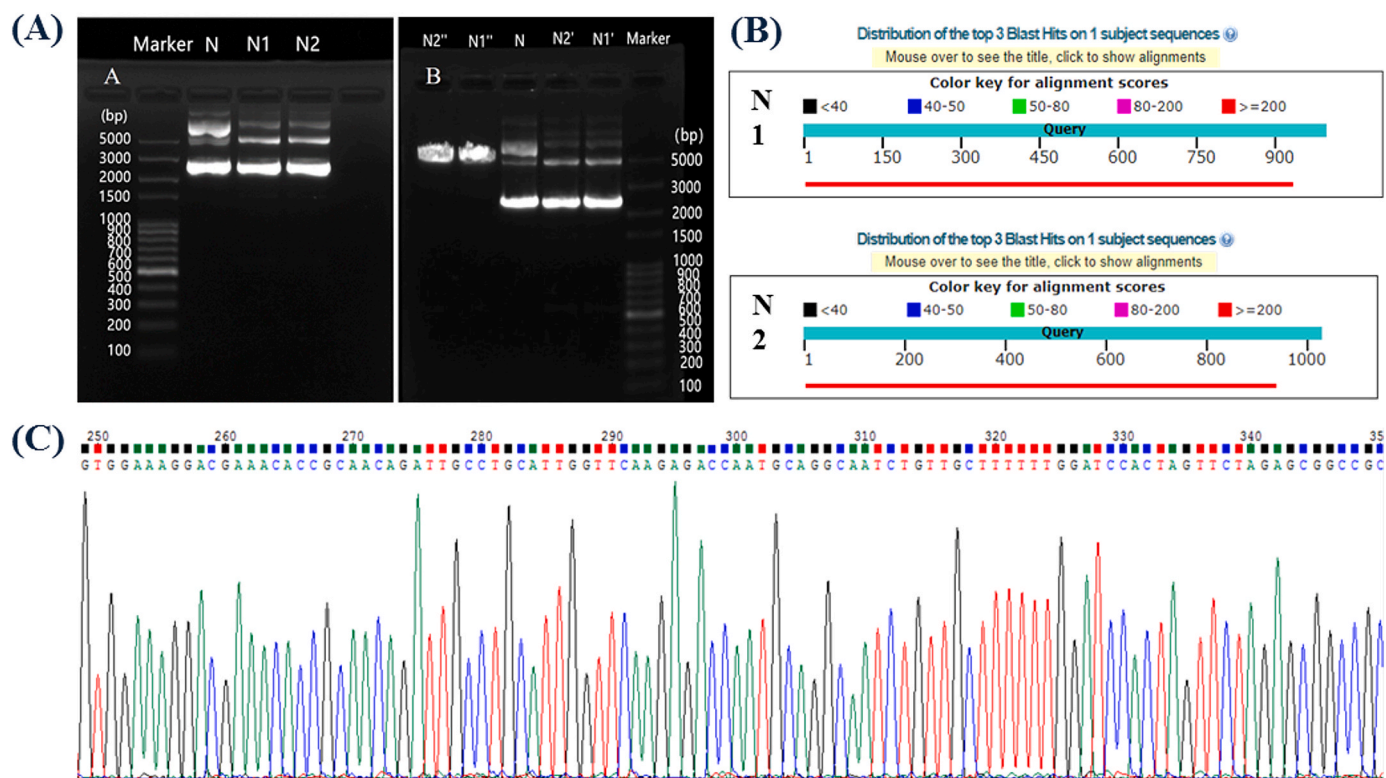 (A)
Marker N N1 N2
A
(bp)
5000
3000
2000
1500
1000
900
800
700
600
500
400
300
200
100
N2" N1" N N2' N1' Marker
B
(bp)
5000
3000
2000
1500
1000
900
800
700
600
500
400
300
200
100
(B)
Distribution of the top 3 Blast Hits on 1 subject sequences ?
Mouse over to see the title, click to show alignments
N
1
Color key for alignment scores
<40 40-50 50-80 80-200 >=200
Query
1 150 300 450 600 750 900
Distribution of the top 3 Blast Hits on 1 subject sequences ?
Mouse over to see the title, click to show alignments
N
2
Color key for alignment scores
<40 40-50 50-80 80-200 >=200
Query
1 200 400 600 800 1000
(C)
250 260 270 280 290 300 310 320 330 340 35
GTGGAAAGGACGAAACACCGCAACAGATTGCCTGCATTGGTTCAAGAGACCAATGCAGGCAATCTGTTGCTTTTTTGGATCCACTAGTTCTAGAGCGGCCGC